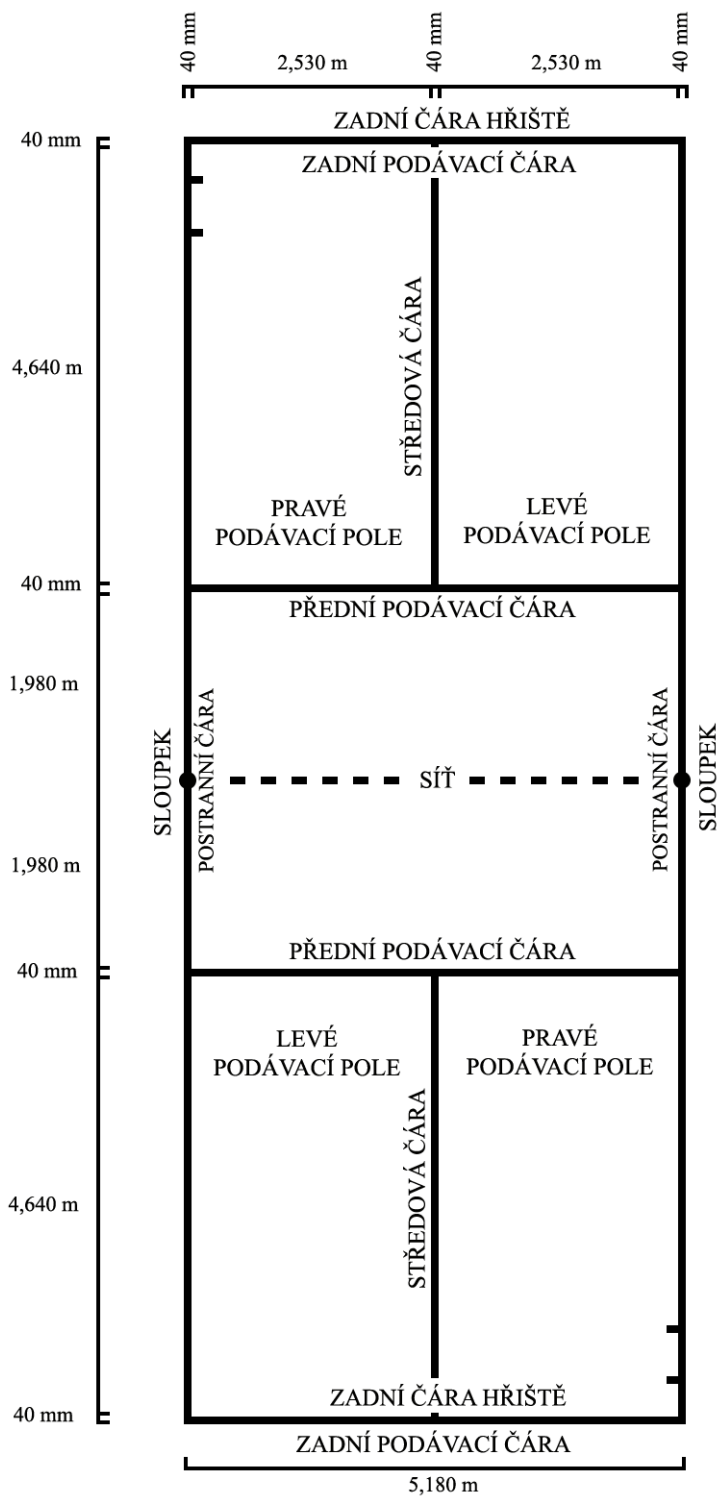 40 mm
2,530 m
40 mm
2,530 m
40 mm
ZADNÍ ČÁRA HŘIŠTĚ
40 mm
ZADNÍ PODÁVACÍ ČÁRA
STŘEDOVÁ ČÁRA
4,640 m
PRAVÉ
PODÁVACÍ POLE
LEVÉ
PODÁVACÍ POLE
40 mm
PŘEDNÍ PODÁVACÍ ČÁRA
1,980 m
SLOUPEK
POSTRANNÍ ČÁRA
SÍŤ
POSTRANNÍ ČÁRA
SLOUPEK
1,980 m
PŘEDNÍ PODÁVACÍ ČÁRA
40 mm
LEVÉ
PODÁVACÍ POLE
PRAVÉ
PODÁVACÍ POLE
STŘEDOVÁ ČÁRA
4,640 m
ZADNÍ ČÁRA HŘIŠTĚ
40 mm
ZADNÍ PODÁVACÍ ČÁRA
5,180 m